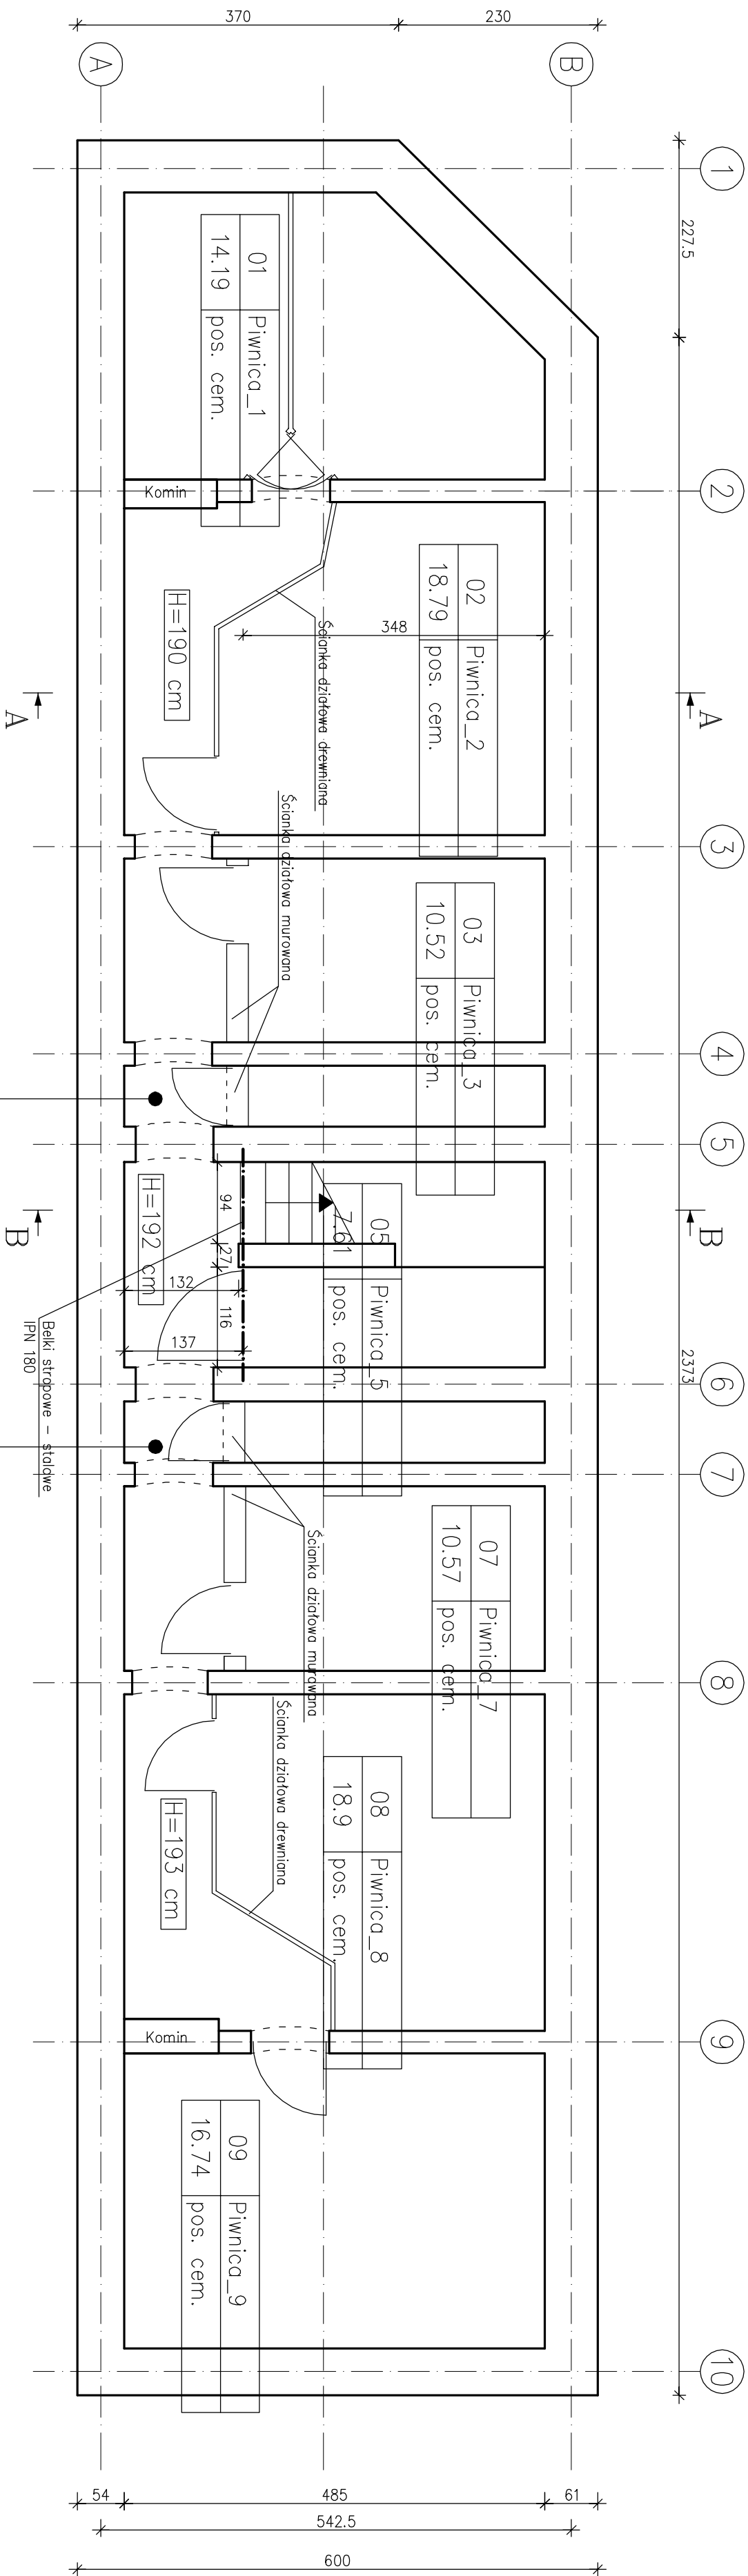 370
230
A
B
1
227.5
2
3
4
5
6
2373
7
8
9
10
01 Piwnica_1
14.19 pos. cem.
Komin
02 Piwnica_2
18.79 pos. cem.
348
H=190 cm
Ścianka działowa drewniana
A
A
Ścianka działowa murowana
03 Piwnica_3
10.52 pos. cem.
B
B
05 Piwnica_5
7.61 pos. cem.
94
27
116
132
137
H=192 cm
Belki stropowe – stalowe
IPN 180
07 Piwnica_7
10.57 pos. cem.
Ścianka działowa murowana
Ścianka działowa drewniana
08 Piwnica_8
18.9 pos. cem.
H=193 cm
Komin
09 Piwnica_9
16.74 pos. cem.
54
485
61
542.5
600